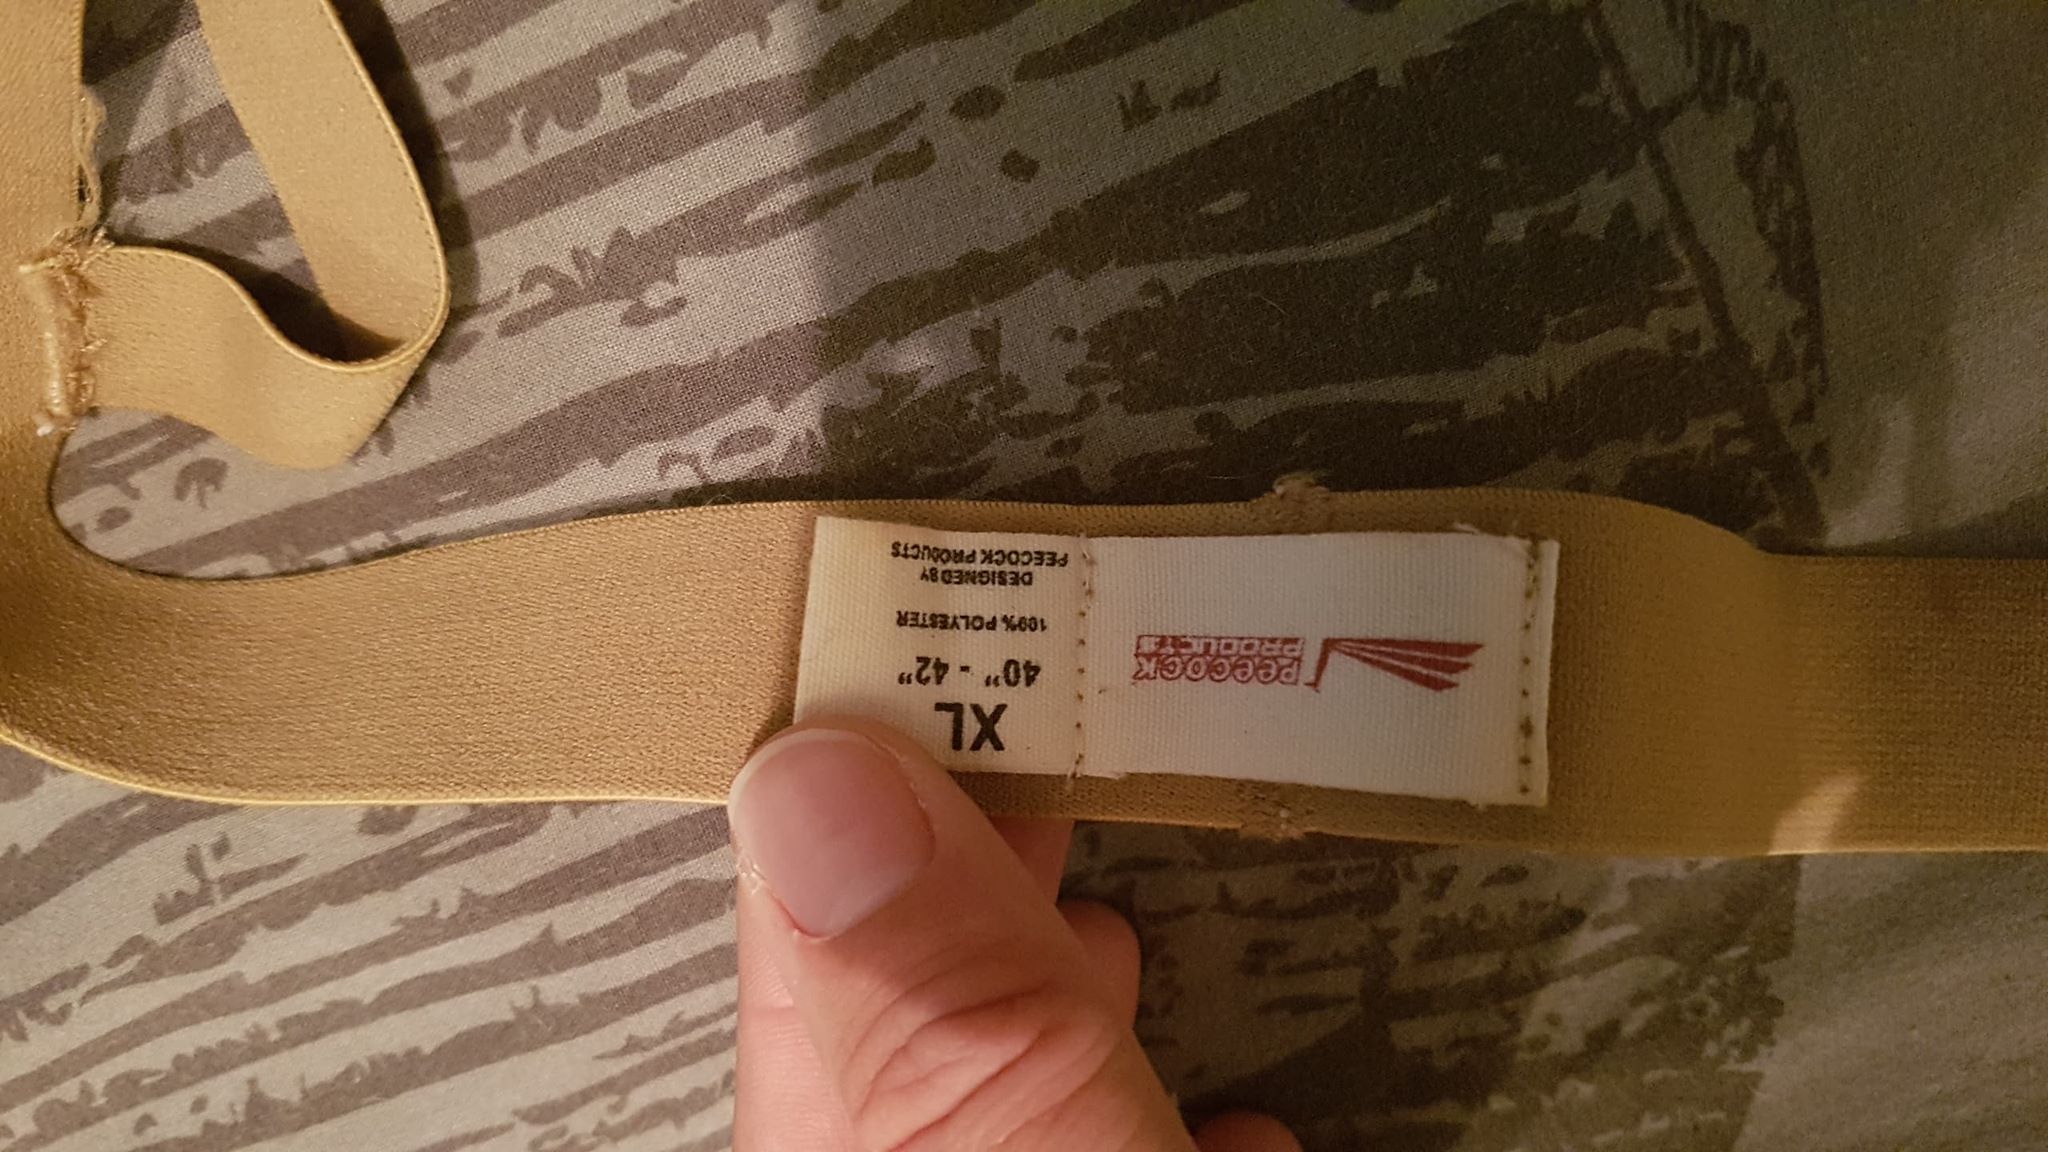 PEECOCK
PRODUCTS
XL
40" - 42"
100% POLYESTER
DESIGNED BY
PEECOCK PRODUCTS